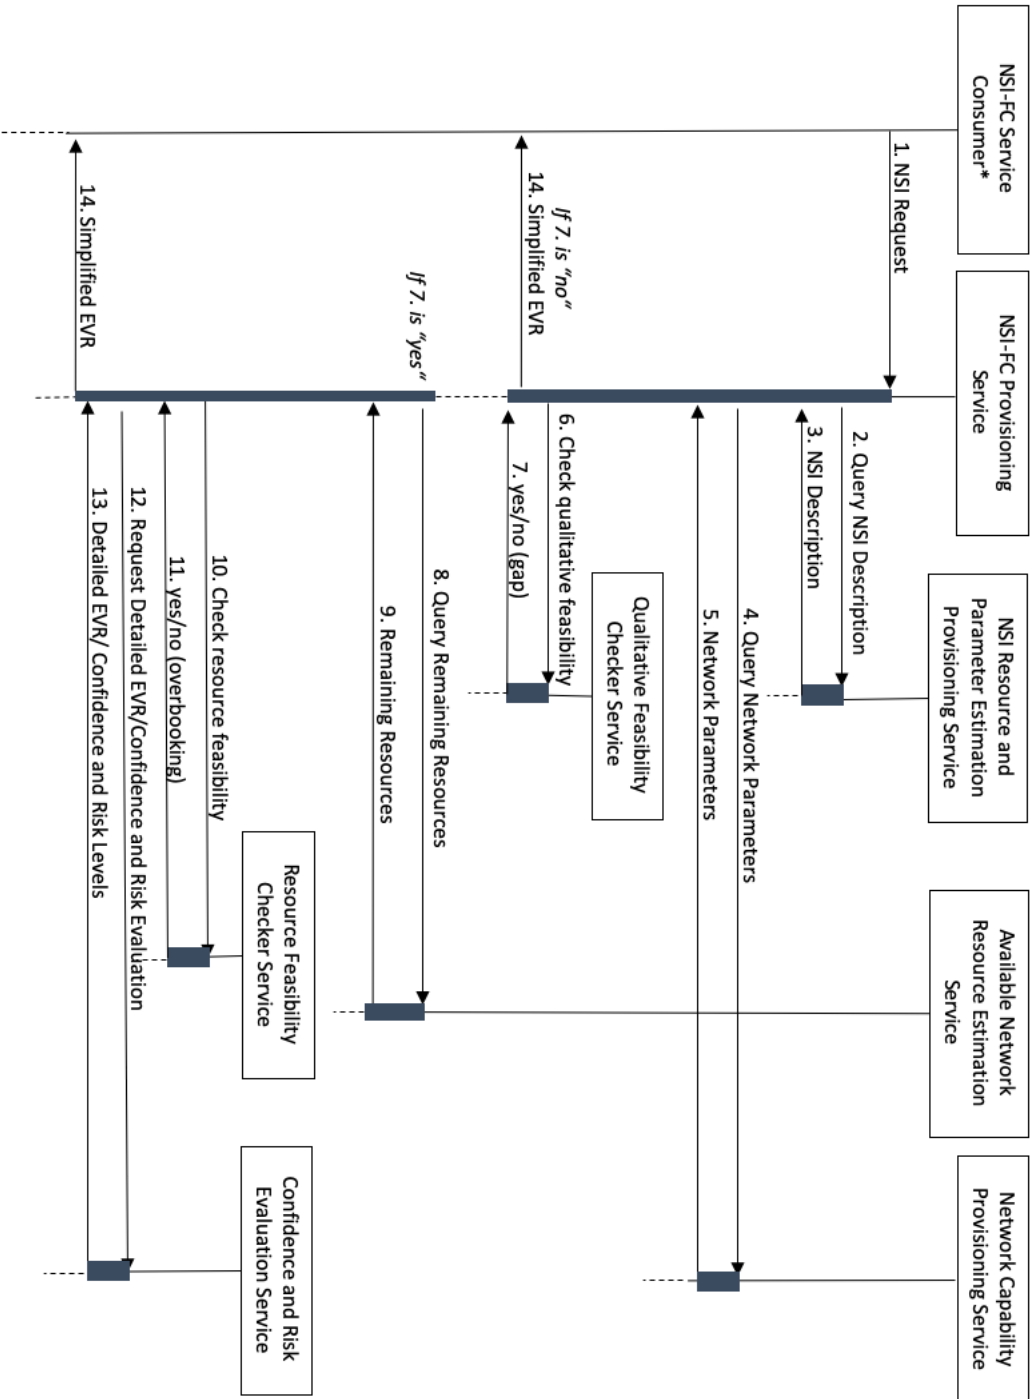 NSI-FC Service
Consumer*
NSI-FC Provisioning
Service
NSI Resource and
Parameter Estimation
Provisioning Service
Available Network
Resource Estimation
Service
Network Capability
Provisioning Service
1. NSI Request
2. Query NSI Description
3. NSI Description
4. Query Network Parameters
5. Network Parameters
Qualitative Feasibility
Checker Service
6. Check qualitative feasibility
7. yes/no (gap)
If 7. is “no”
14. Simplified EVR
If 7. is “yes”
8. Query Remaining Resources
9. Remaining Resources
Resource Feasibility
Checker Service
Confidence and Risk
Evaluation Service
10. Check resource feasibility
11. yes/no (overbooking)
12. Request Detailed EVR/Confidence and Risk Evaluation
13. Detailed EVR/ Confidence and Risk Levels
14. Simplified EVR